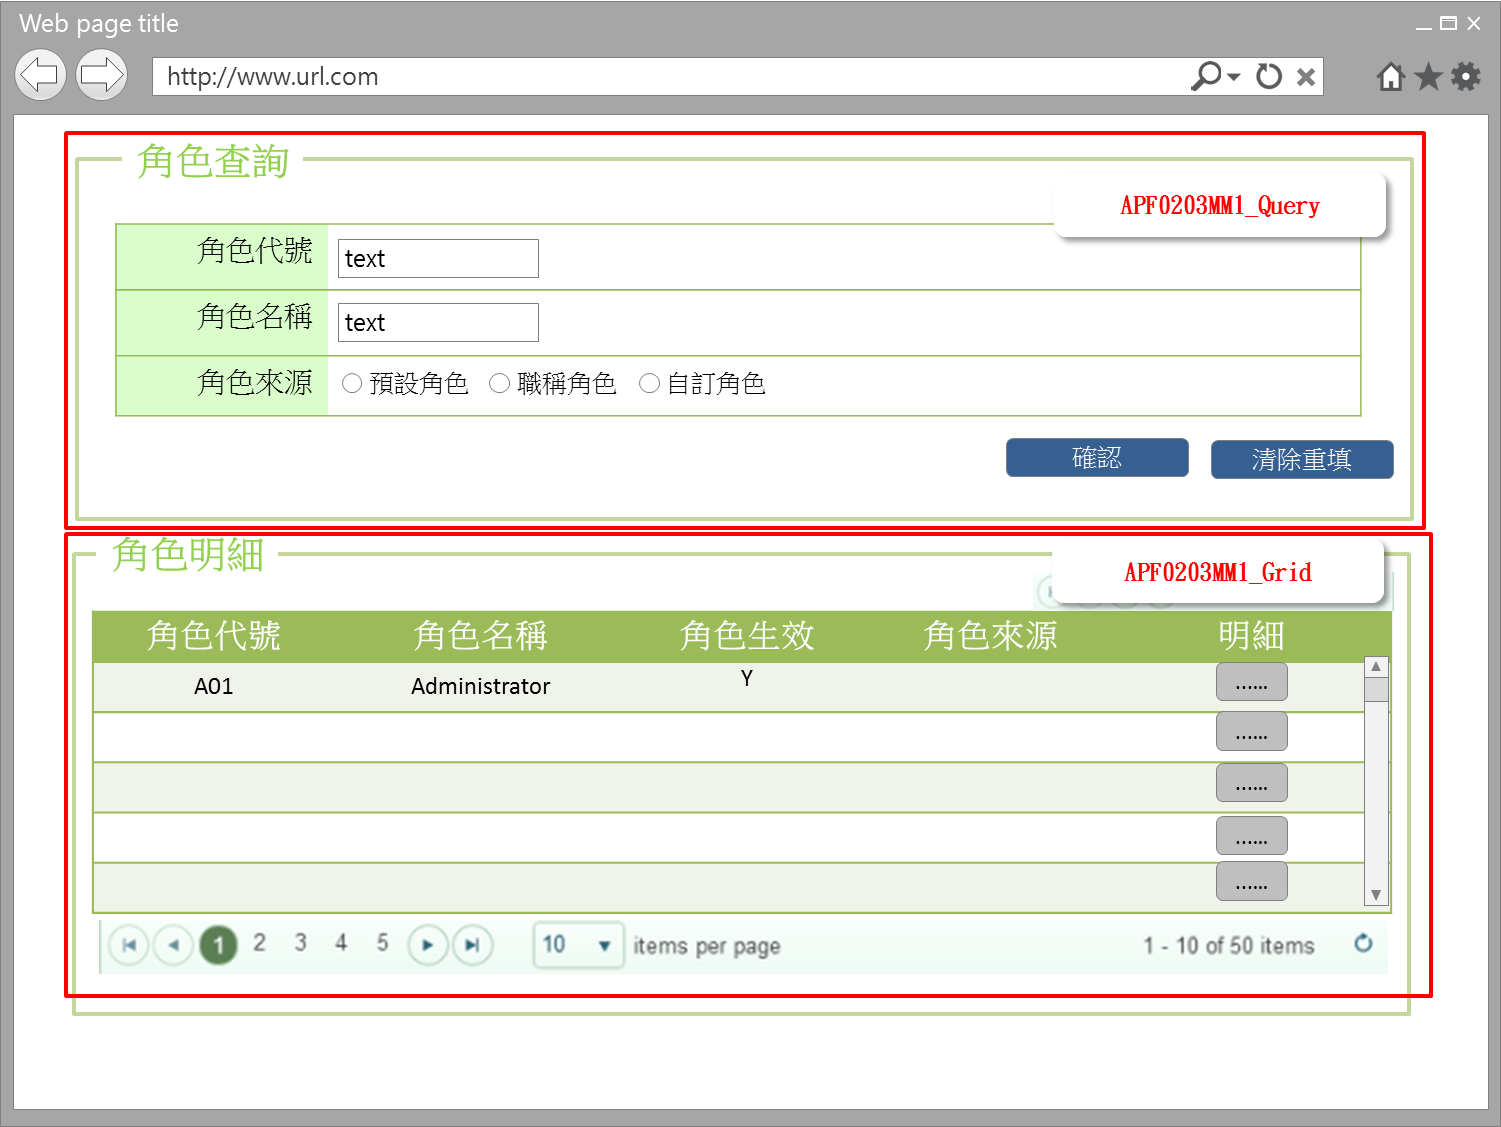 Web page title
http://www.url.com
角色查詢
APF0203MM1_Query
角色代號 text
角色名稱 text
角色來源 預設角色 職稱角色 自訂角色
確認 清除重填
角色明細
APF0203MM1_Grid
角色代號 角色名稱 角色生效 角色來源 明細
A01 Administrator Y ......
......
......
......
......
1 2 3 4 5 10 items per page 1 - 10 of 50 items